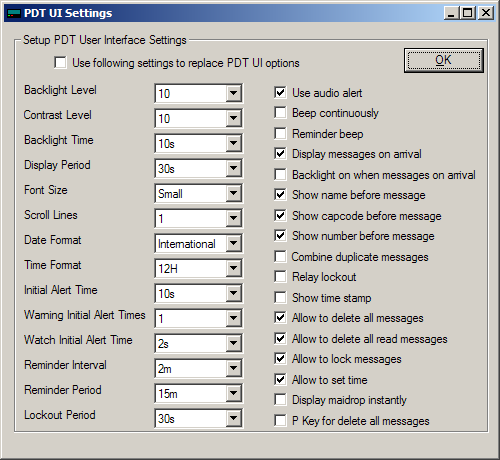 PDT UI Settings
Setup PDT User Interface Settings
Use following settings to replace PDT UI options
OK
Backlight Level 10
Contrast Level 10
Backlight Time 10s
Display Period 30s
Font Size Small
Scroll Lines 1
Date Format International
Time Format 12H
Initial Alert Time 10s
Warning Initial Alert Times 1
Watch Initial Alert Time 2s
Reminder Interval 2m
Reminder Period 15m
Lockout Period 30s
Use audio alert
Beep continuously
Reminder beep
Display messages on arrival
Backlight on when messages on arrival
Show name before message
Show capcode before message
Show number before message
Combine duplicate messages
Relay lockout
Show time stamp
Allow to delete all messages
Allow to delete all read messages
Allow to lock messages
Allow to set time
Display maidrop instantly
P Key for delete all messages